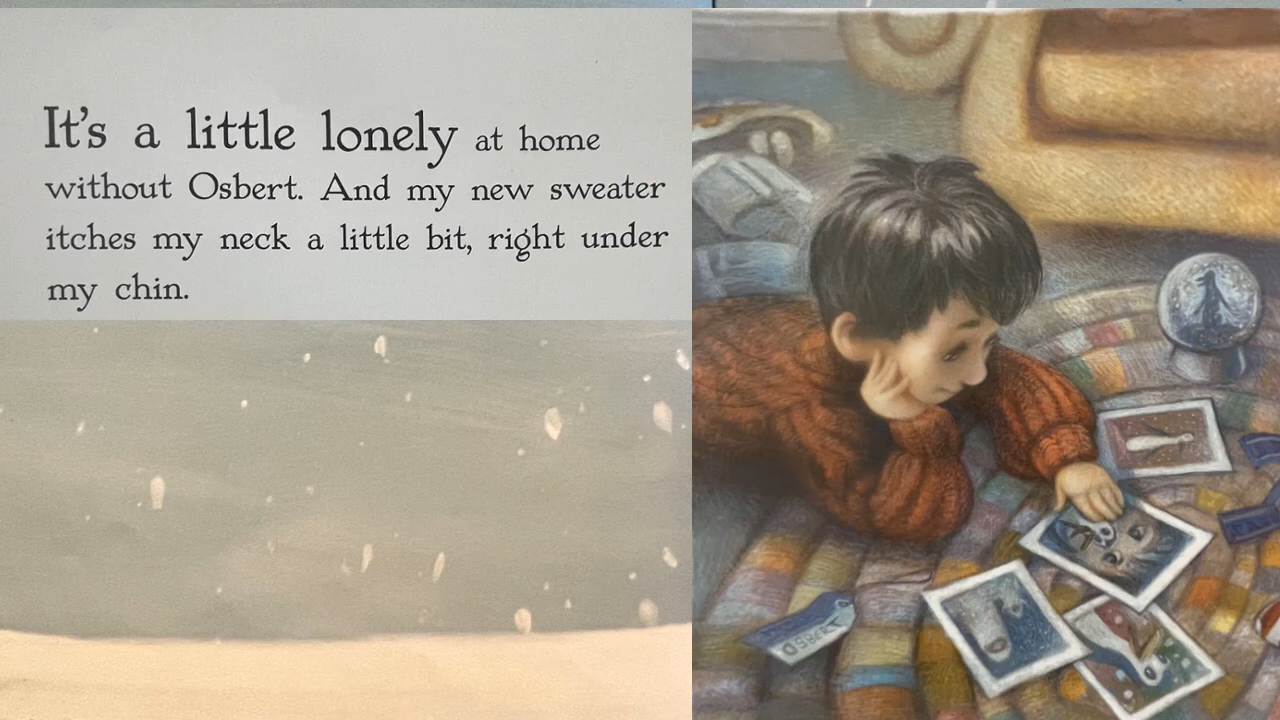 It's a little lonely at home
without Osbert. And my new sweater
itches my neck a little bit, right under
my chin.
OSBERT